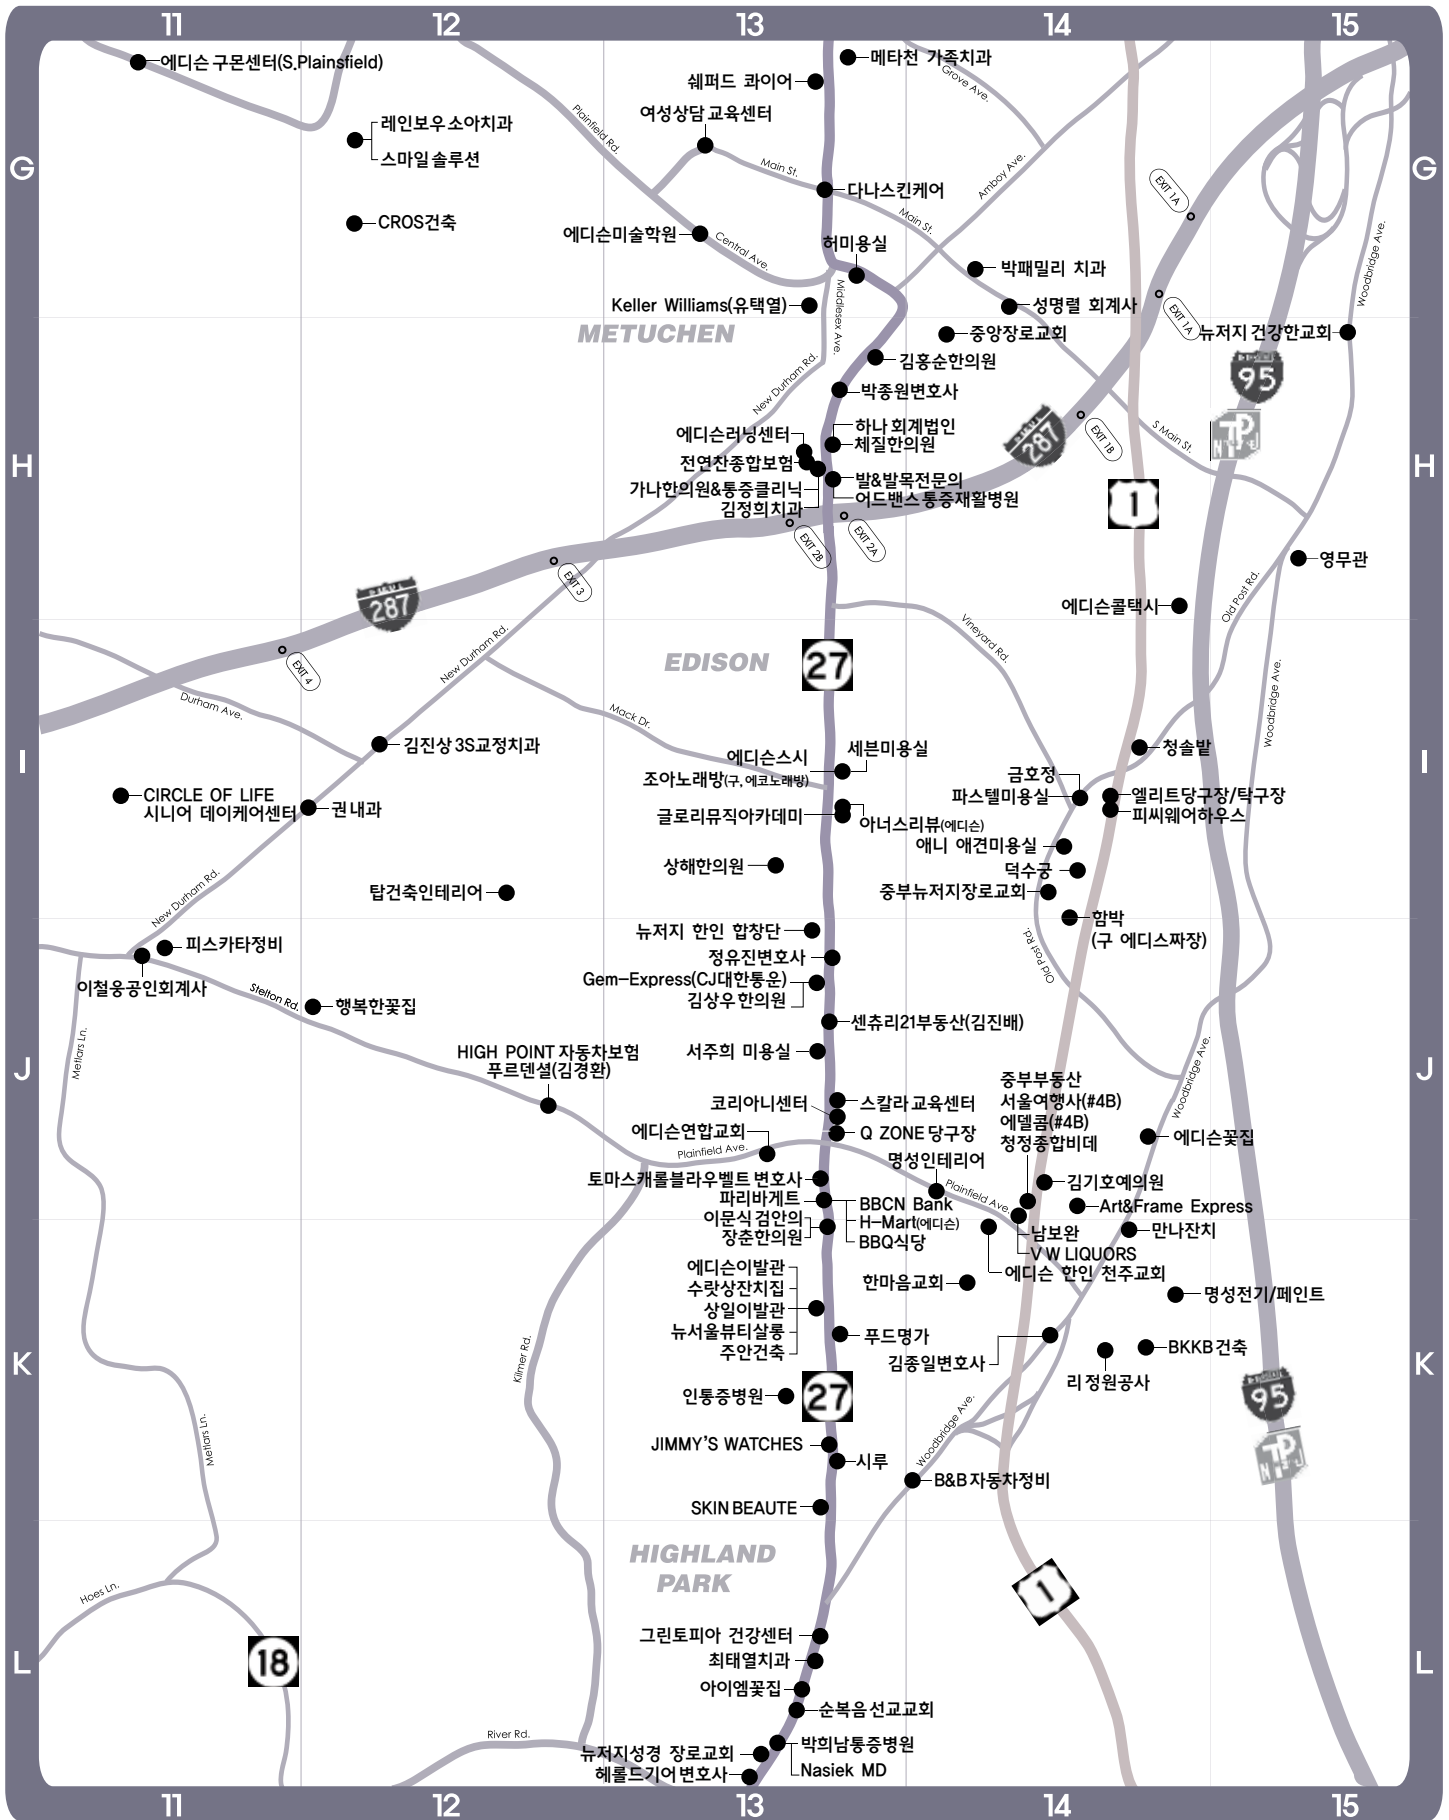 11 12 13 14 15
에디슨 구몬센터(S.Plainsfield)
메타천 가족치과
쉐퍼드 콰이어
Grove Ave.
여성상담 교육센터
레인보우소아치과
스마일 솔루션
Plainfield Rd.
Main St.
Amboy Ave.
G
G
EXIT 1A
다나스킨케어
CROS건축
Main St.
에디슨미술학원
Central Ave.
허미용실
Woodbridge Ave.
박패밀리 치과
Keller Williams(유택열)
Middlesex Ave.
성명렬 회계사
EXIT 1A
METUCHEN
중앙장로교회
뉴저지 건강한교회
김홍순한의원
New Durham Rd.
95
박종원변호사
287
EXIT 1B
S Main St.
TP
에디슨러닝센터
하나 회계법인
체질한의원
H
H
전연찬종합보험
발&발목전문의
가나한의원&통증클리닉
어드밴스통증재활병원
김정희치과
1
EXIT 2B
EXIT 2A
영무관
EXIT 3
287
에디슨콜택시
Old Post Rd.
Vineyard Rd.
EDISON
27
New Durham Rd.
EXIT 4
Durham Ave.
Mack Dr.
Woodbridge Ave.
김진상3S교정치과
세븐미용실
에디슨스시
청솔밭
조아노래방(구, 에코노래방)
I
I
금호정
CIRCLE OF LIFE
시니어 데이케어센터
권내과
파스텔미용실
엘리트당구장/탁구장
글로리뮤직아카데미
피씨웨어하우스
아너스리뷰(에디슨)
애니 애견미용실
상해한의원
덕수궁
탑건축인테리어
중부뉴저지장로교회
New Durham Rd.
함박
(구 에디스짜장)
뉴저지 한인 합창단
피스카타정비
정유진변호사
Old Post Rd.
이철웅공인회계사
Gem-Express(CJ대한통운)
김상우한의원
Stelton Rd.
행복한꽃집
센츄리21부동산(김진배)
Metlars Ln.
HIGH POINT자동차보험
푸르덴셜(김경환)
서주희 미용실
J
J
Woodbridge Ave.
중부부동산
서울여행사(#4B)
에델콤(#4B)
청정종합비데
코리아니센터
스칼라교육센터
에디슨연합교회
Q ZONE당구장
에디슨꽃집
Plainfield Ave.
명성인테리어
토마스캐롤블라우벨트변호사
Plainfield Ave.
김기호예의원
파리바게트
BBCN Bank
Art&Frame Express
이문식검안의
H-Mart(에디슨)
장춘한의원
BBQ식당
남보완
만나잔치
V W LIQUORS
에디슨이발관
에디슨 한인 천주교회
수랏상잔치집
한마음교회
명성전기/페인트
상일이발관
뉴서울뷰티살롱
푸드명가
주안건축
김종일변호사
BKKB건축
K
K
Kilmer Rd.
리정원공사
인통증병원
27
95
Metlars Ln.
Woodbridge Ave.
JIMMY'S WATCHES
시루
TP
B&B자동차정비
SKIN BEAUTE
HIGHLAND
PARK
Hoes Ln.
1
그린토피아 건강센터
18
최태열치과
L
L
아이엠꽃집
순복음선교교회
River Rd.
박희남통증병원
뉴저지성경 장로교회
Nasiek MD
헤롤드기어변호사
11 12 13 14 15